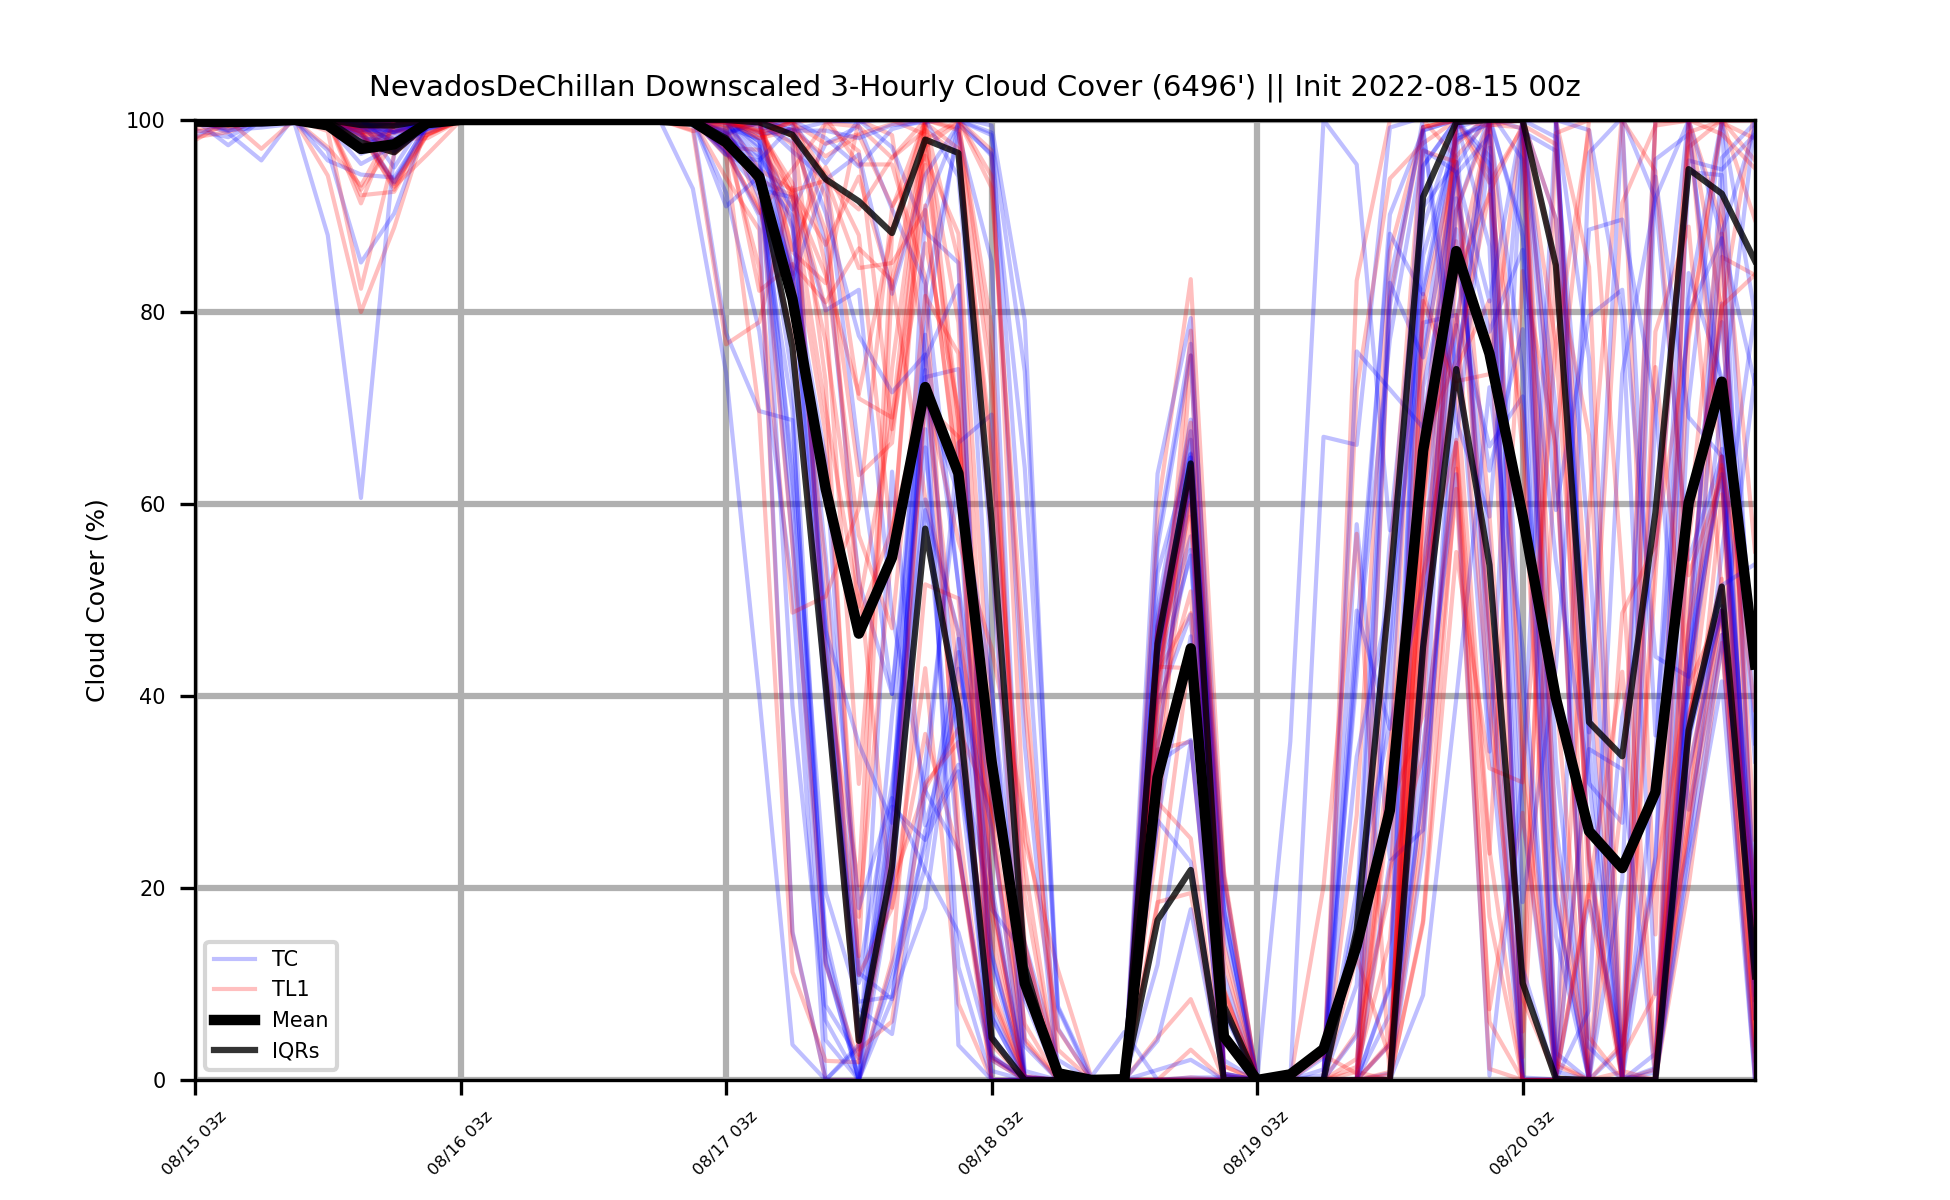 NevadosDeChillan Downscaled 3-Hourly Cloud Cover (6496') || Init 2022-08-15 00z
Cloud Cover (%)
100
80
60
40
20
0
TC
TL1
Mean
IQRs
08/15 03z
08/16 03z
08/17 03z
08/18 03z
08/19 03z
08/20 03z